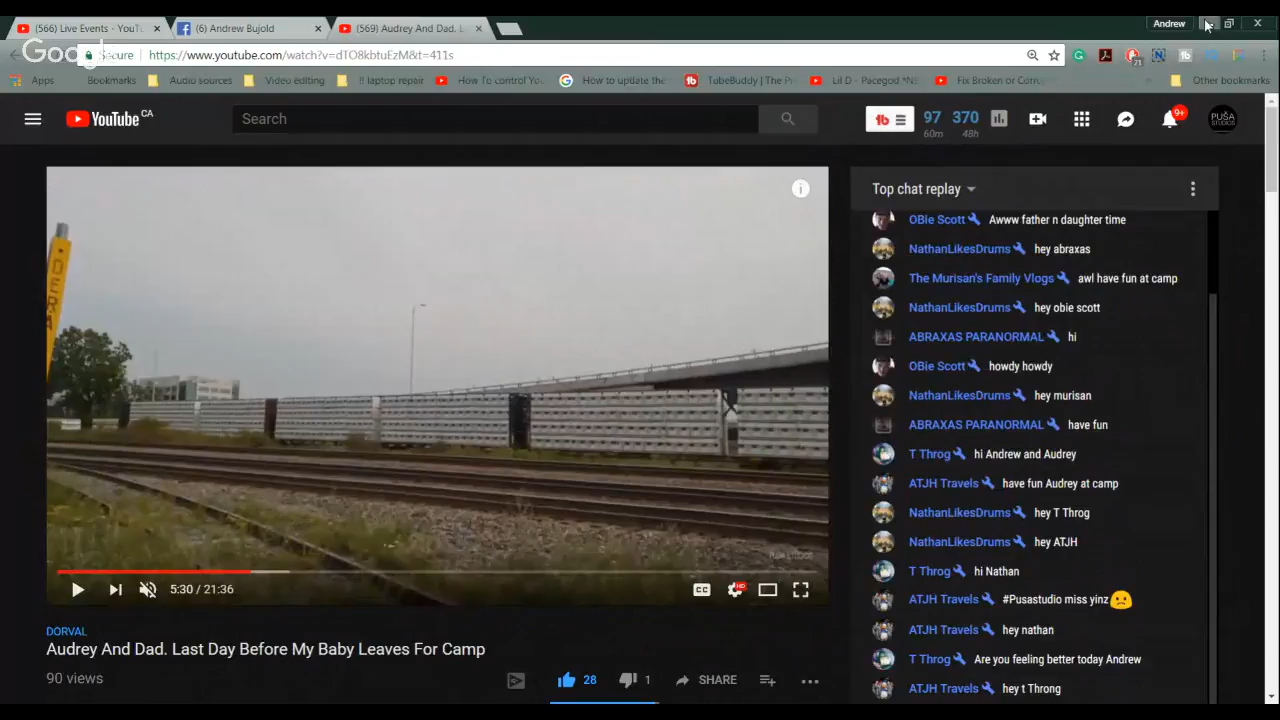 (566) Live Events - YouT
(6) Andrew Bujold
(569) Audrey And Dad. L
Andrew
Secure https://www.youtube.com/watch?v=dTO8kbtuEzM&t=411s
Apps
Bookmarks
Audio sources
Video editing
!! laptop repair
How To control You
How to update the
TubeBuddy | The Pr
Lil D - Pacegod *NE
Fix Broken or Corru
Other bookmarks
YouTube CA
Search
97 370
60m 48h
9+
PUŠA
STUDIOS
Top chat replay
OBie Scott Awww father n daughter time
NathanLikesDrums hey abraxas
The Murisan's Family Vlogs awl have fun at camp
NathanLikesDrums hey obie scott
ABRAXAS PARANORMAL hi
OBie Scott howdy howdy
NathanLikesDrums hey murisan
ABRAXAS PARANORMAL have fun
T Throg hi Andrew and Audrey
ATJH Travels have fun Audrey at camp
NathanLikesDrums hey T Throg
NathanLikesDrums hey ATJH
T Throg hi Nathan
ATJH Travels #Pusastudio miss yinz
ATJH Travels hey nathan
T Throg Are you feeling better today Andrew
ATJH Travels hey t Throng
5:30 / 21:36
CC
HD
DORVAL
Audrey And Dad. Last Day Before My Baby Leaves For Camp
90 views
28
1
SHARE